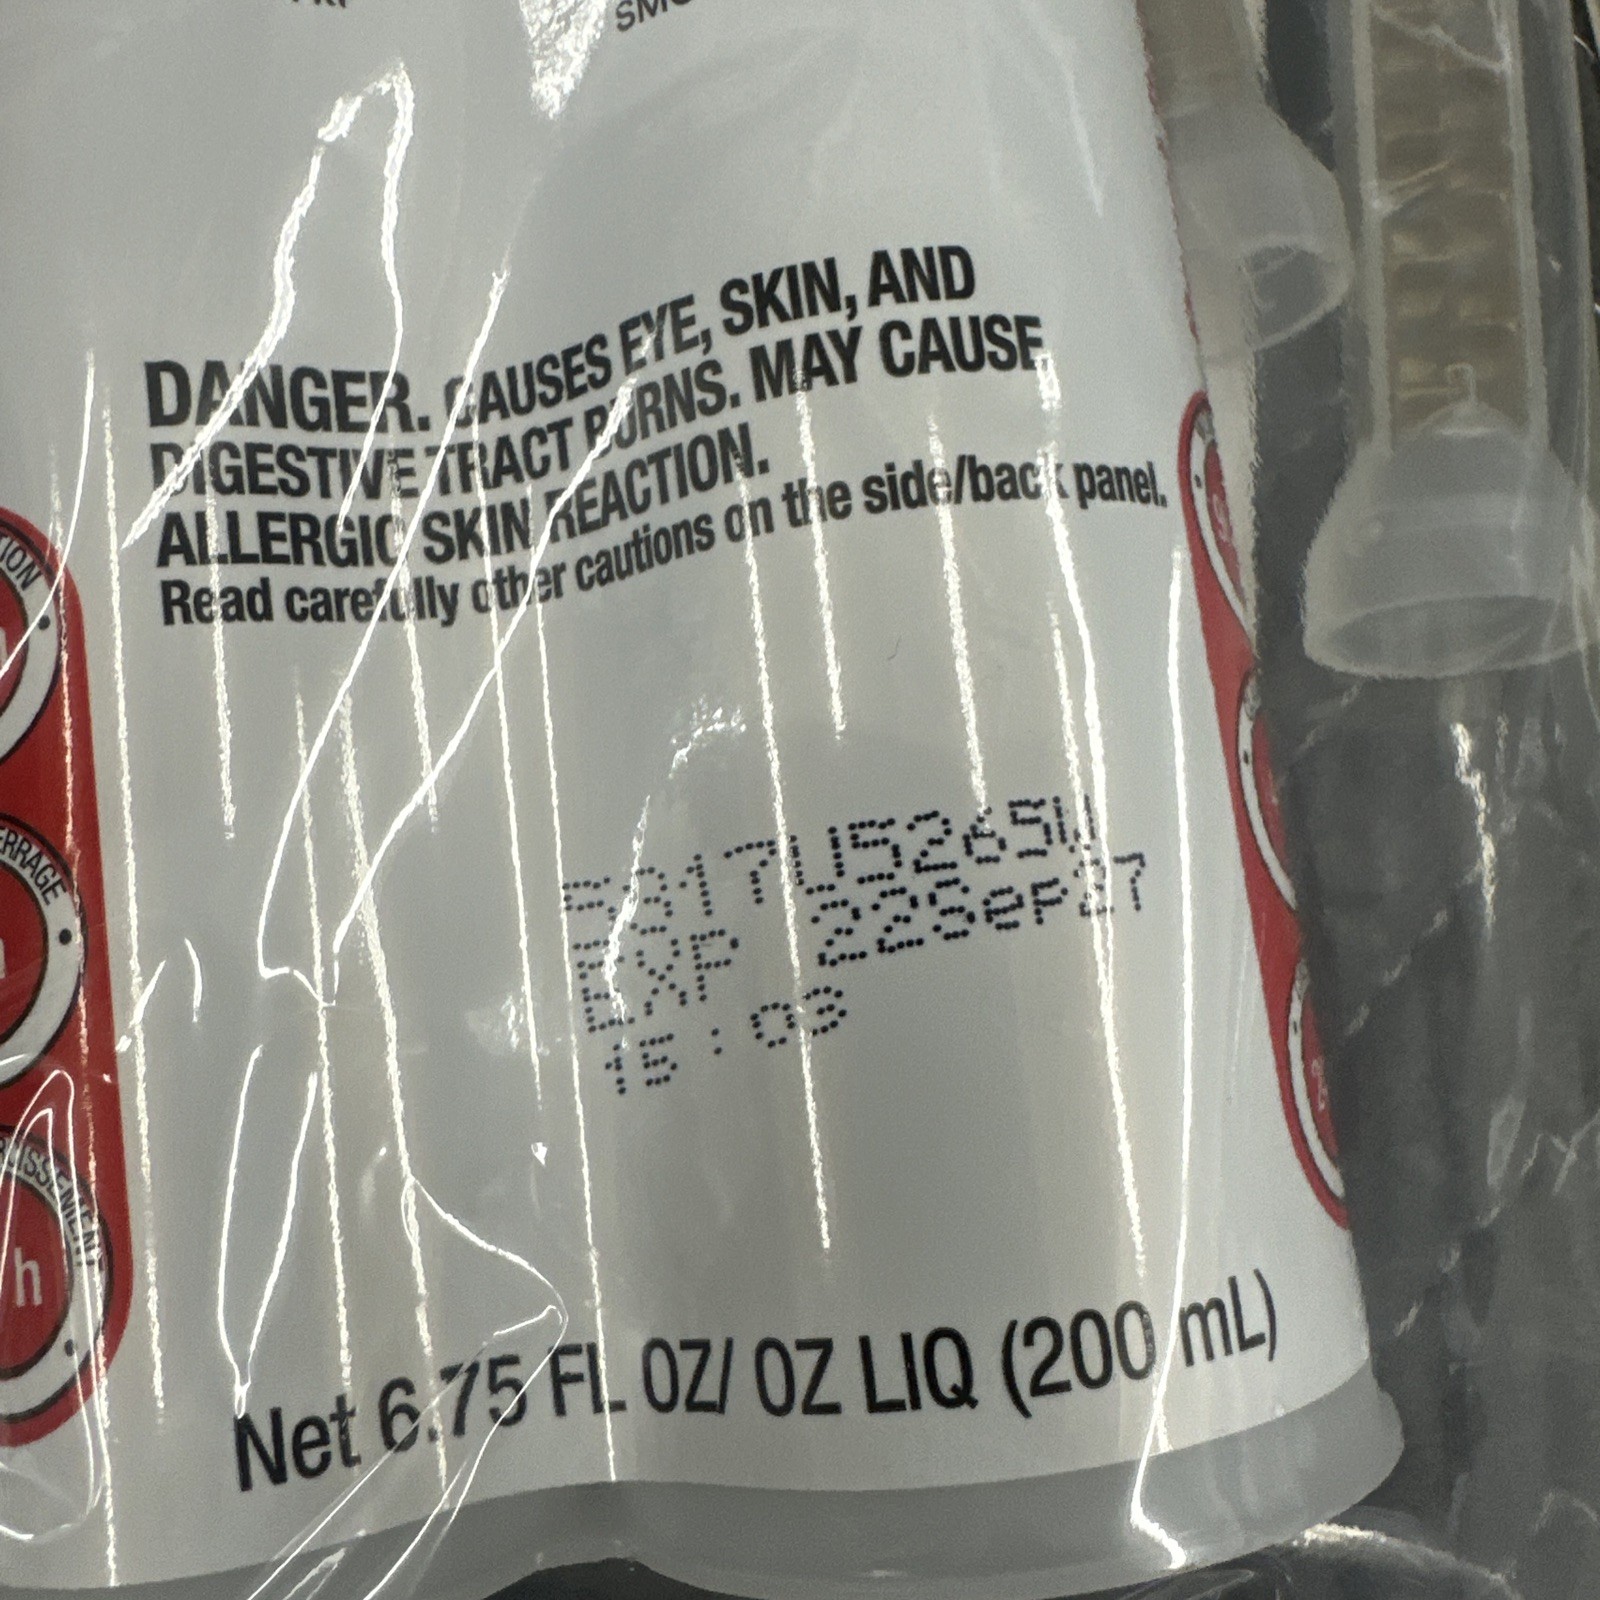 DANGER. CAUSES EYE, SKIN, AND
DIGESTIVE TRACT BURNS. MAY CAUSE
ALLERGIC SKIN REACTION.
Read carefully other cautions on the side/back panel.
EXP 22Sep27
15:03
Net 6.75 FL OZ/ OZ LIQ (200 mL)
h